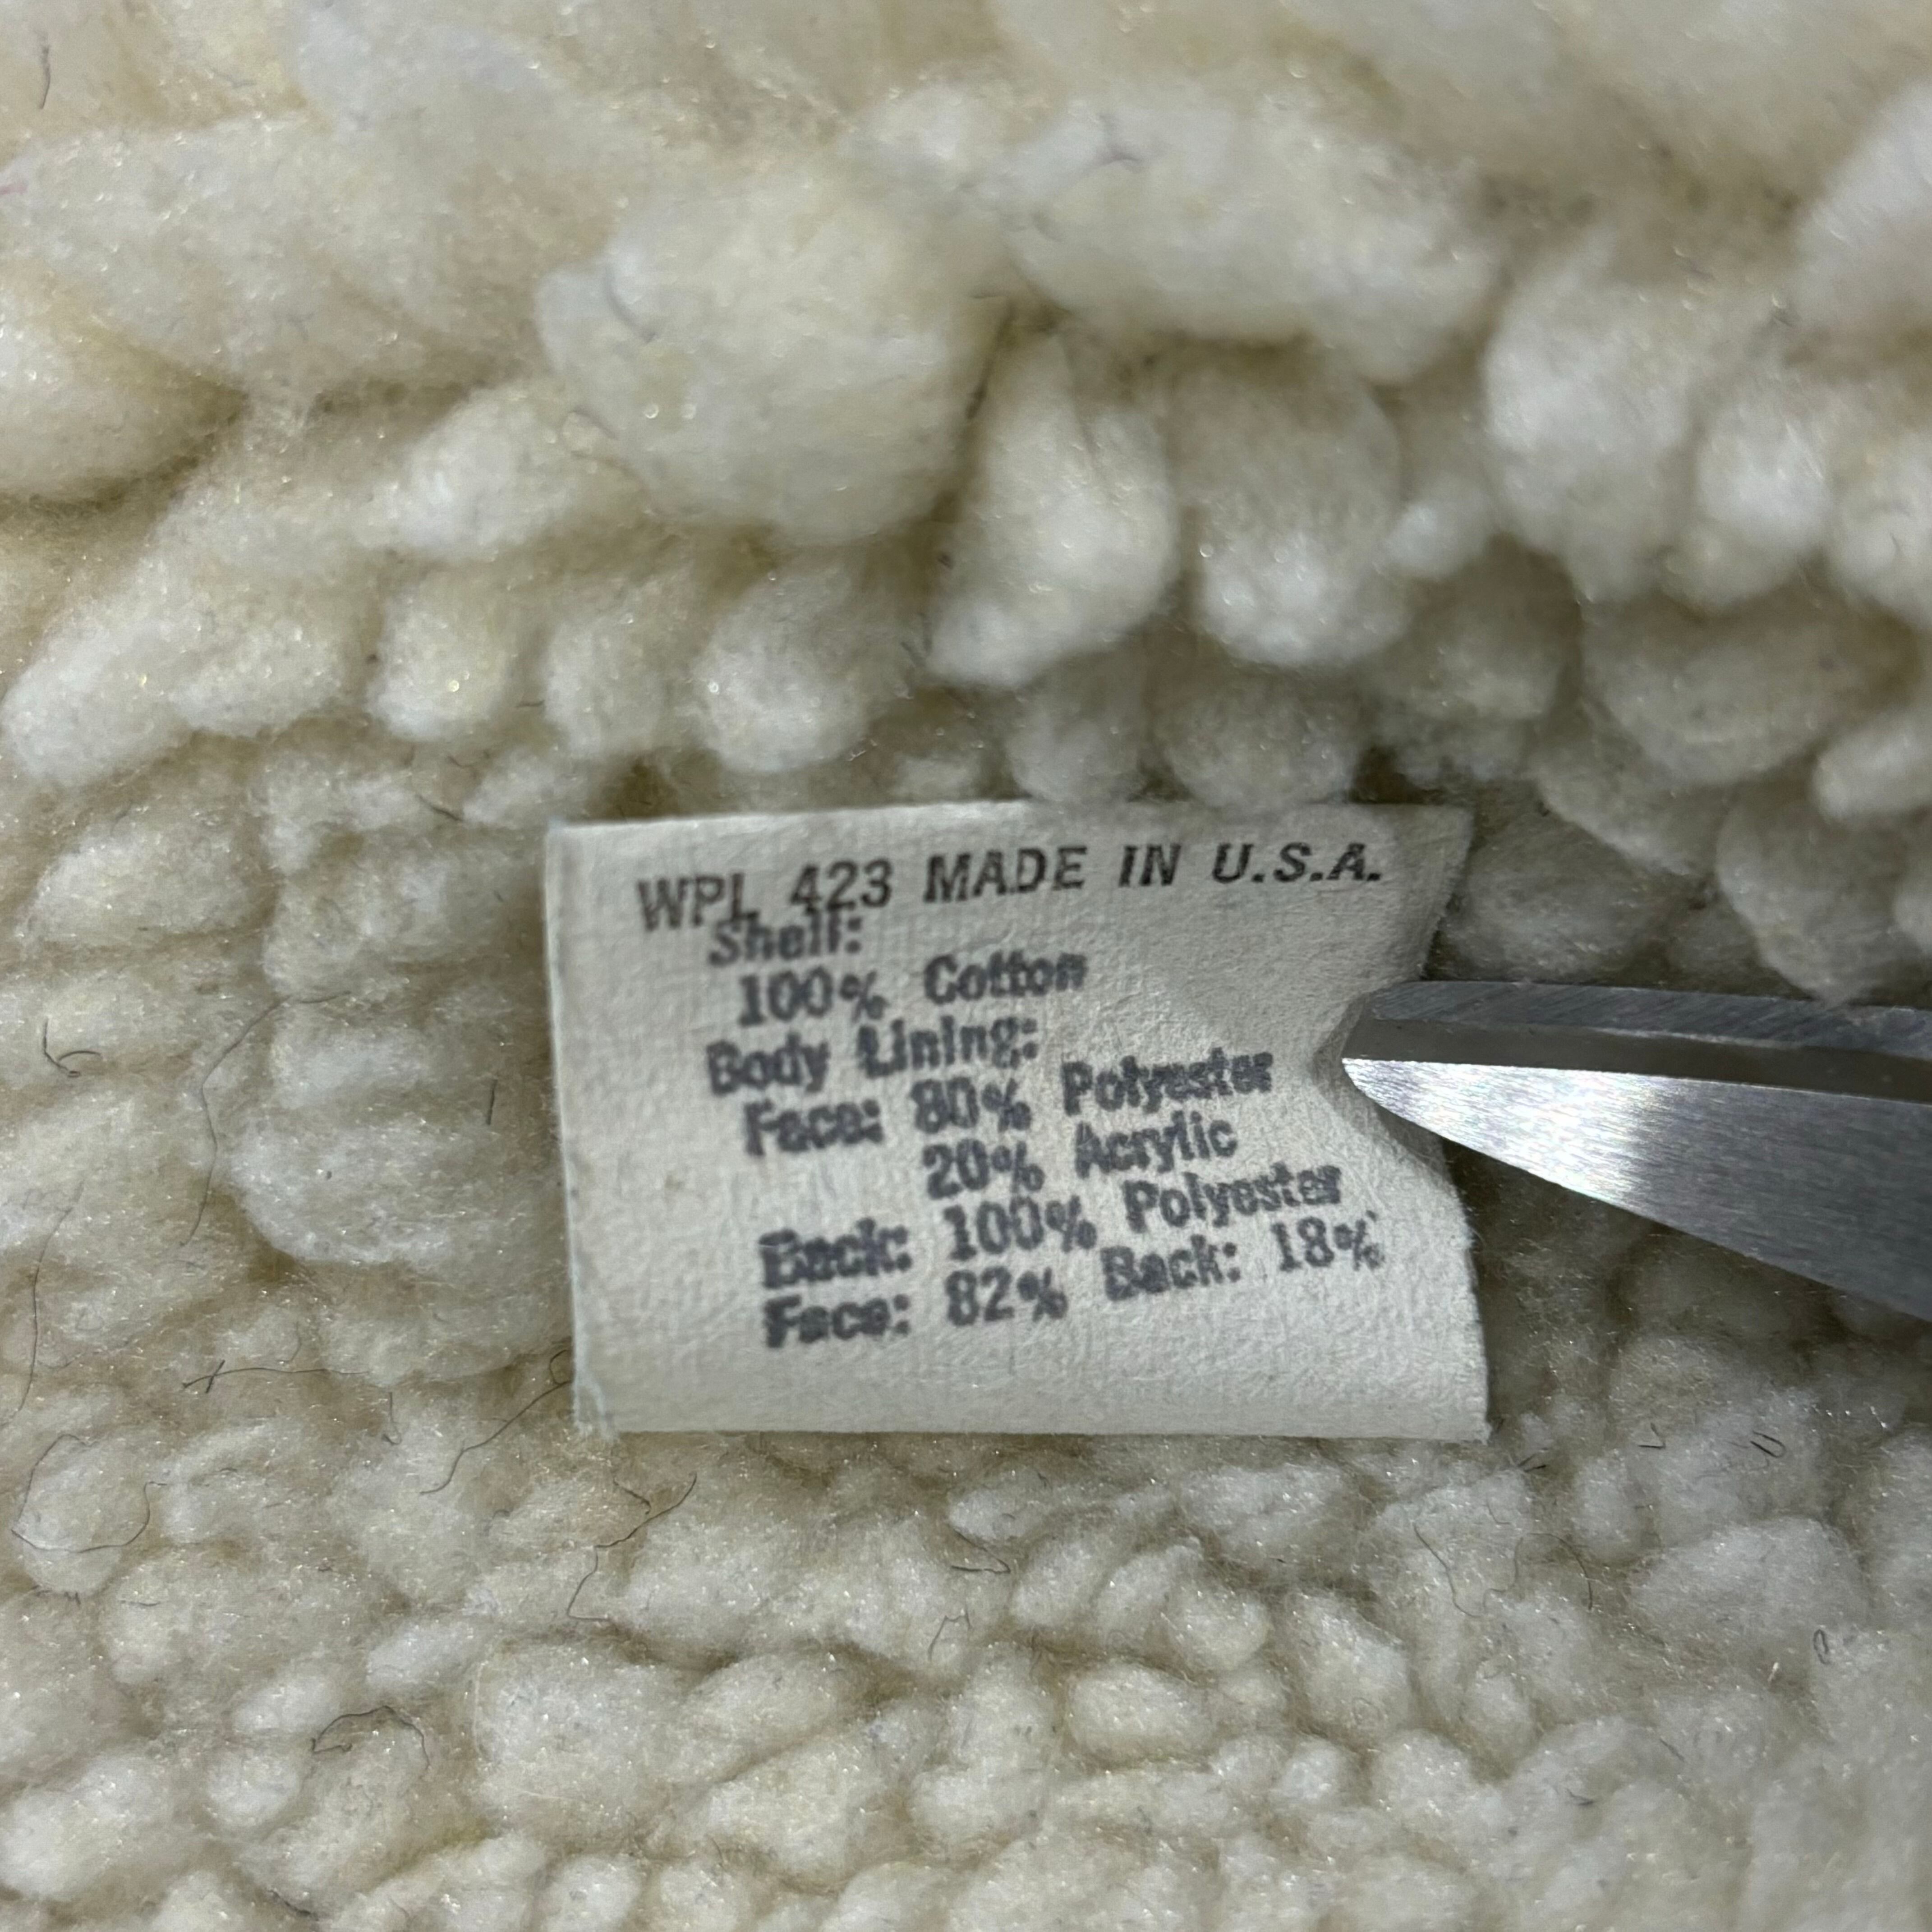 WPL 423 MADE IN U.S.A.
Shell:
100% Cotton
Body Lining:
Face: 80% Polyester
20% Acrylic
Back: 100% Polyester
Face: 82% Back: 18%